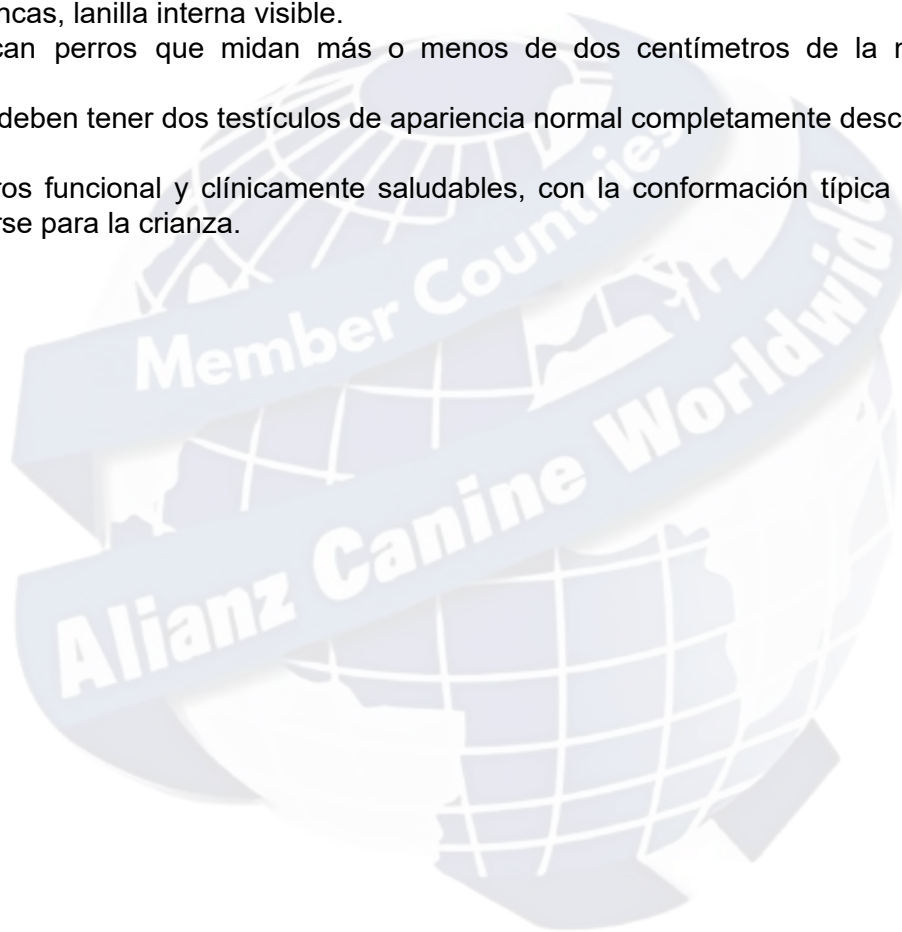 ncas, lanilla interna visible.
can perros que midan más o menos de dos centímetros de la
deben tener dos testículos de apariencia normal completamente desc
ros funcional y clínicamente saludables, con la conformación típica
rse para la crianza.
Member Countries
Alianz Canine Worldwide